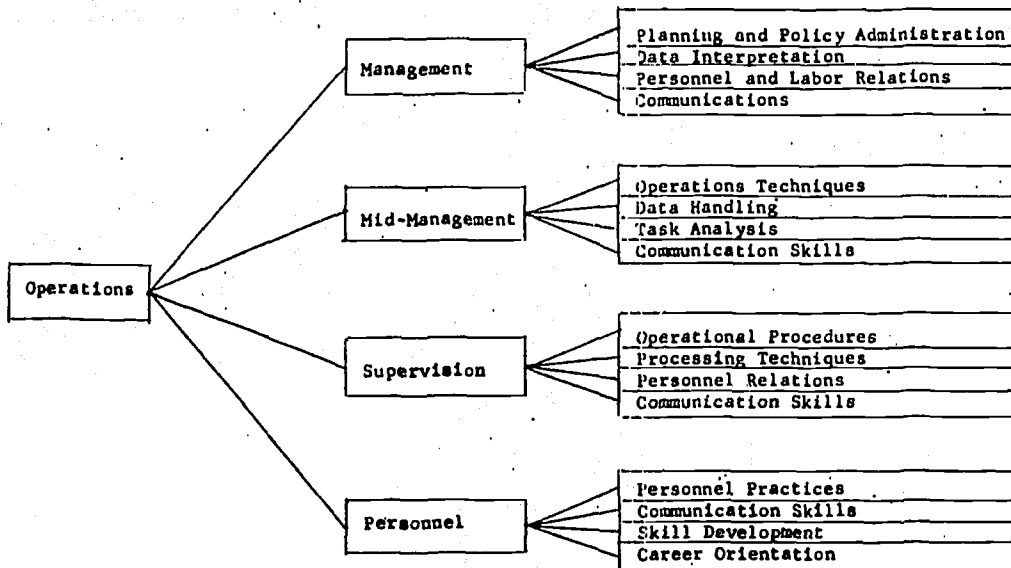 Planning and Policy Administration
Data Interpretation
Management
Personnel and Labor Relations
Communications
Operations Techniques
Data Handling
Mid-Management
Task Analysis
Communication Skills
Operations
Operational Procedures
Processing Techniques
Supervision
Personnel Relations
Communication Skills
Personnel Practices
Communication Skills
Personnel
Skill Development
Career Orientation